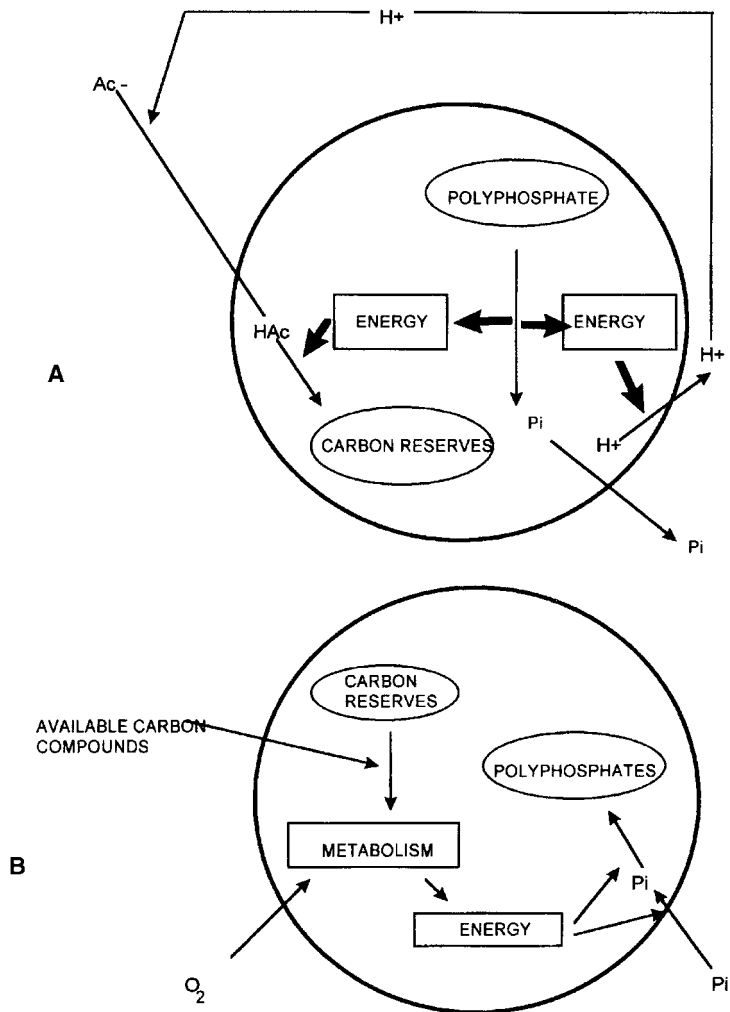 H+
Ac -
POLYPHOSPHATE
ENERGY
ENERGY
HAc
H+
A
Pi
CARBON RESERVES
H+
Pi
CARBON
RESERVES
AVAILABLE CARBON
COMPOUNDS
POLYPHOSPHATES
METABOLISM
B
Pi
ENERGY
O2
Pi